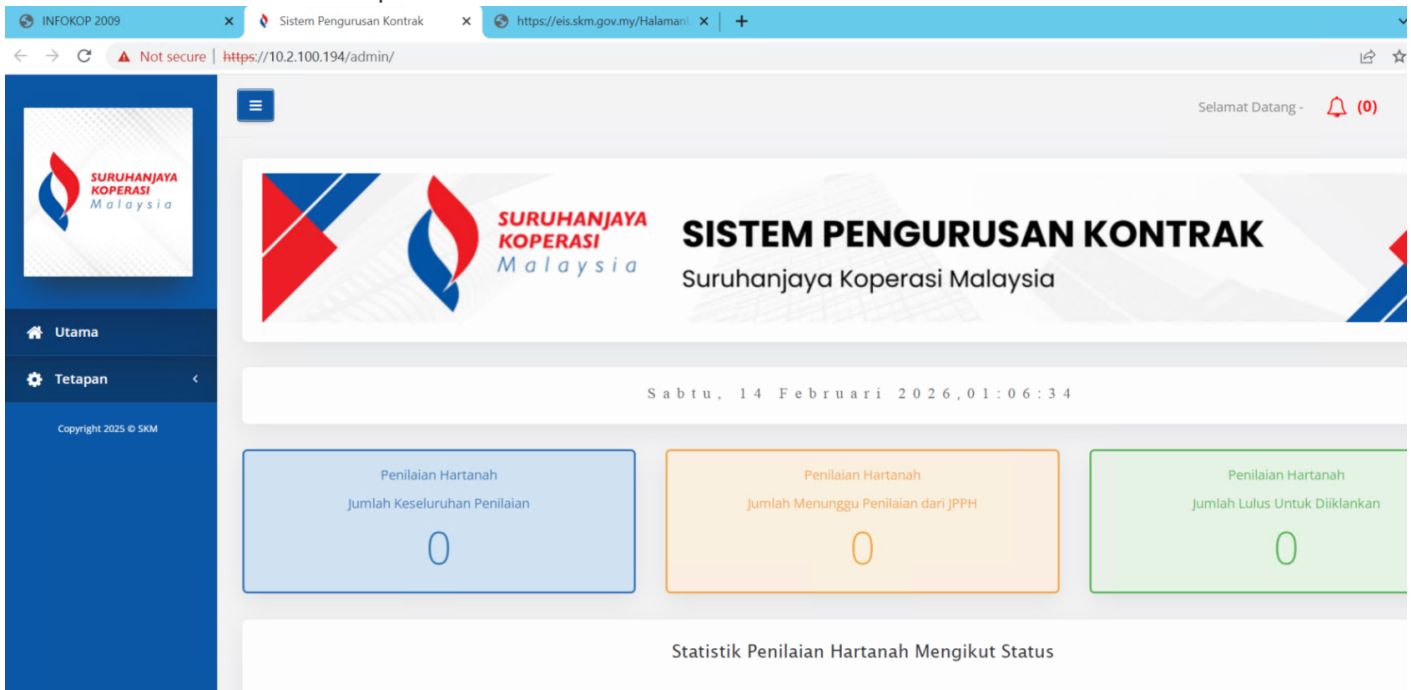 INFOKOP 2009
Sistem Pengurusan Kontrak
https://eis.skm.gov.my/Halaman
Not secure
https://10.2.100.194/admin/
SURUHANJAYA
KOPERASI
Malaysia
Utama
Tetapan
Copyright 2025 © SKM
Selamat Datang -
(0)
SURUHANJAYA
KOPERASI
Malaysia
SISTEM PENGURUSAN KONTRAK
Suruhanjaya Koperasi Malaysia
Sabtu, 14 Februari 2026,01:06:34
Penilaian Hartanah
Jumlah Keseluruhan Penilaian
0
Penilaian Hartanah
Jumlah Menunggu Penilaian dari JPPH
0
Penilaian Hartanah
Jumlah Lulus Untuk Diiklankan
0
Statistik Penilaian Hartanah Mengikut Status